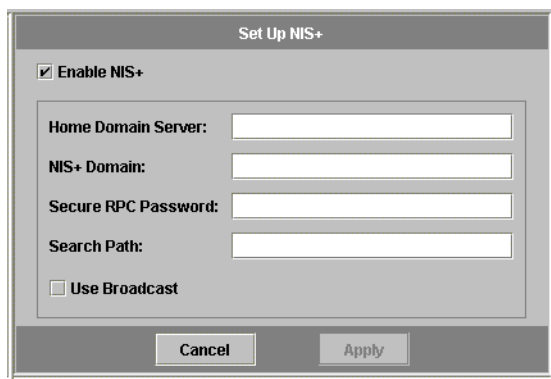 Set Up NIS+
Enable NIS+
Home Domain Server:
NIS+ Domain:
Secure RPC Password:
Search Path:
Use Broadcast
Cancel Apply